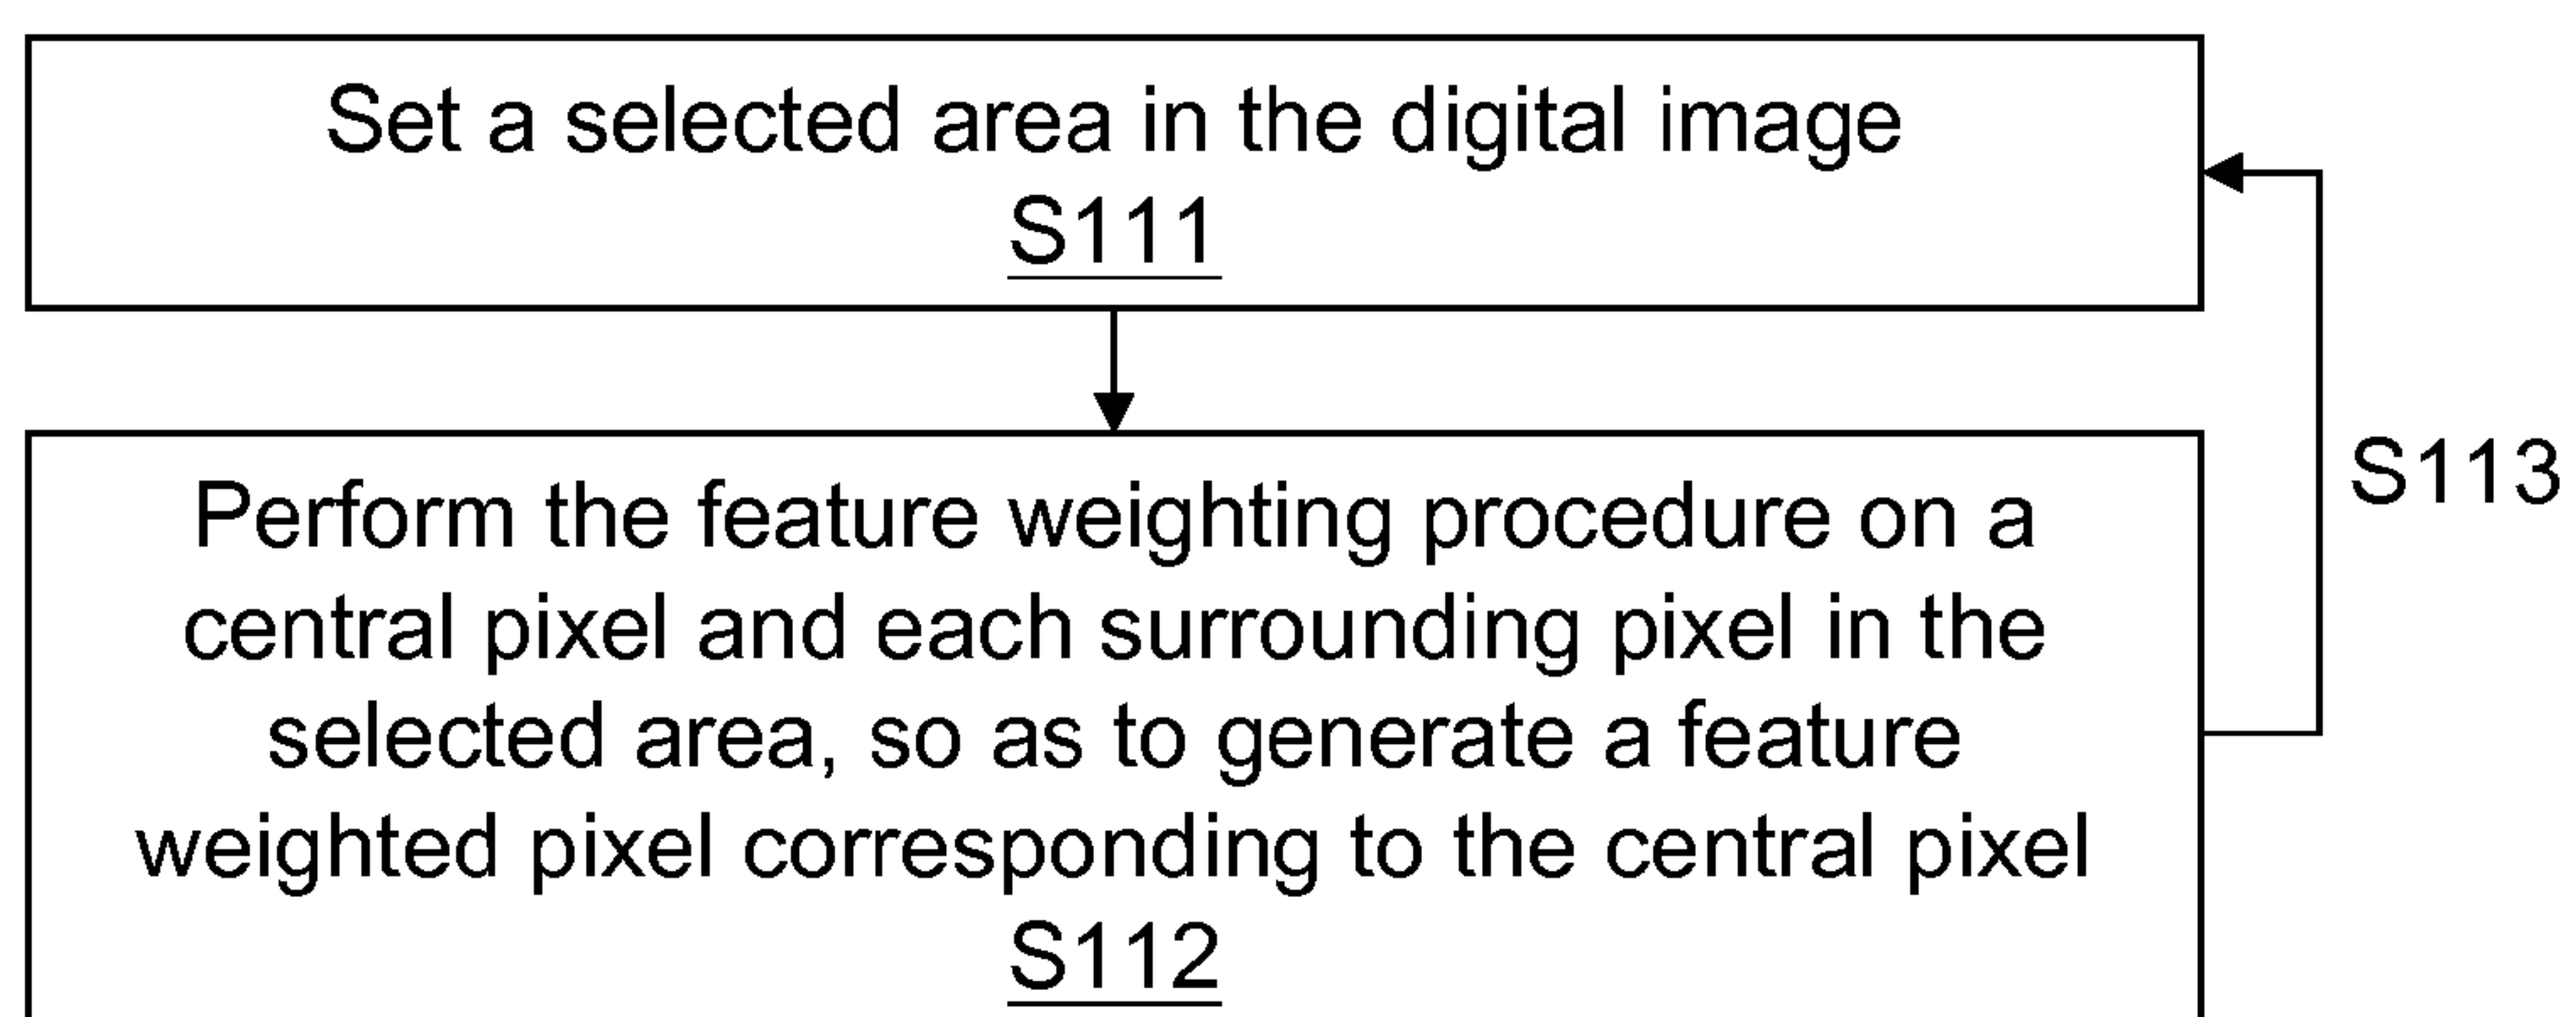 Set a selected area in the digital image
S111
Perform the feature weighting procedure on a
central pixel and each surrounding pixel in the
selected area, so as to generate a feature
weighted pixel corresponding to the central pixel
S112
S113